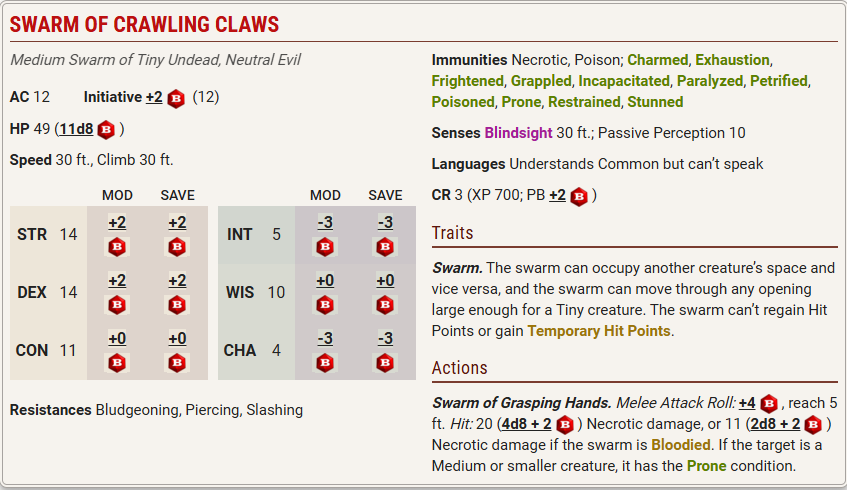 SWARM OF CRAWLING CLAWS
Medium Swarm of Tiny Undead, Neutral Evil
AC 12 Initiative +2 B (12)
HP 49 (11d8 B )
Speed 30 ft., Climb 30 ft.
MOD SAVE MOD SAVE
STR 14 +2 B +2 B INT 5 -3 B -3 B
DEX 14 +2 B +2 B WIS 10 +0 B +0 B
CON 11 +0 B +0 B CHA 4 -3 B -3 B
Resistances Bludgeoning, Piercing, Slashing
Immunities Necrotic, Poison; Charmed, Exhaustion,
Frightened, Grappled, Incapacitated, Paralyzed, Petrified,
Poisoned, Prone, Restrained, Stunned
Senses Blindsight 30 ft.; Passive Perception 10
Languages Understands Common but can't speak
CR 3 (XP 700; PB +2 B )
Traits
Swarm. The swarm can occupy another creature's space and
vice versa, and the swarm can move through any opening
large enough for a Tiny creature. The swarm can't regain Hit
Points or gain Temporary Hit Points.
Actions
Swarm of Grasping Hands. Melee Attack Roll: +4 B , reach 5
ft. Hit: 20 (4d8 + 2 B ) Necrotic damage, or 11 (2d8 + 2 B )
Necrotic damage if the swarm is Bloodied. If the target is a
Medium or smaller creature, it has the Prone condition.